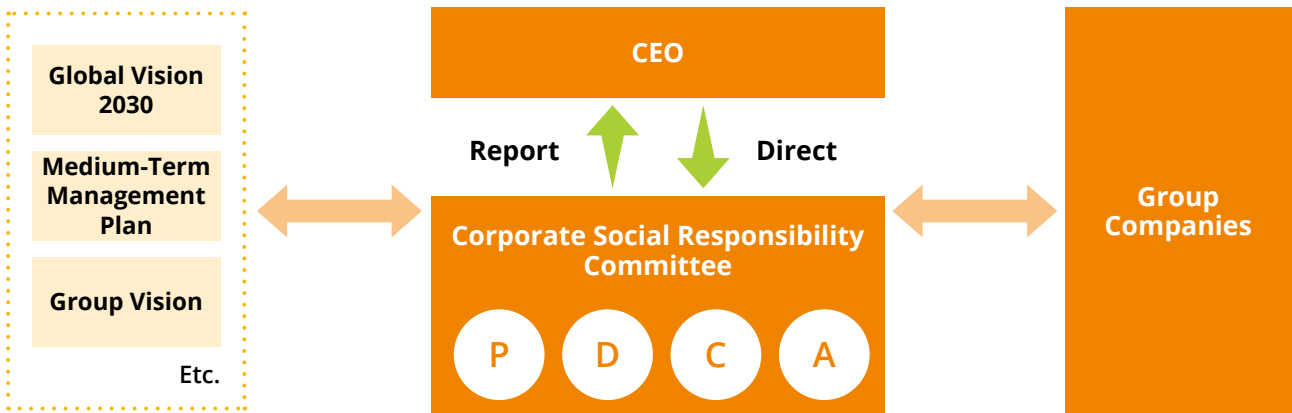 Global Vision
2030
Medium-Term
Management
Plan
Group Vision
Etc.
CEO
Report
Direct
Corporate Social Responsibility
Committee
P
D
C
A
Group
Companies